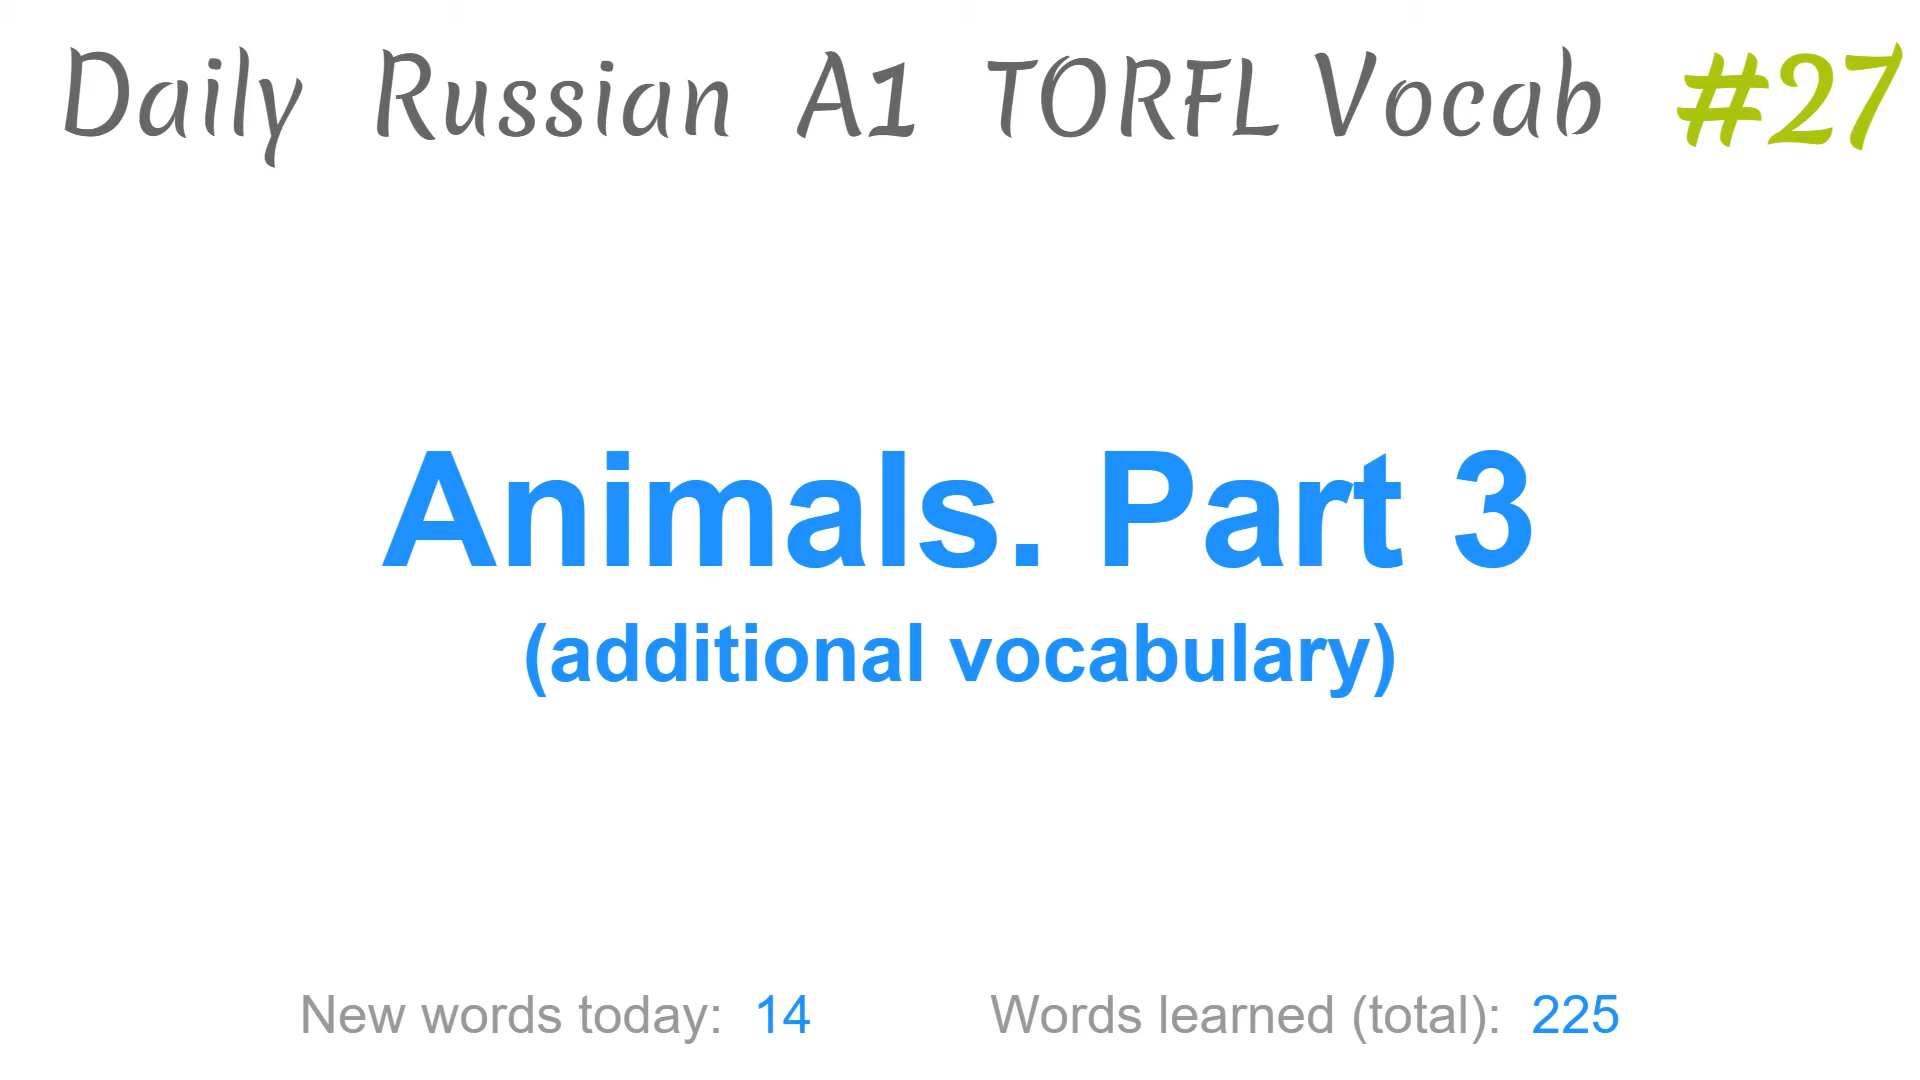 Daily Russian A1 TORFL Vocab #27
Animals. Part 3
(additional vocabulary)
New words today: 14 Words learned (total): 225